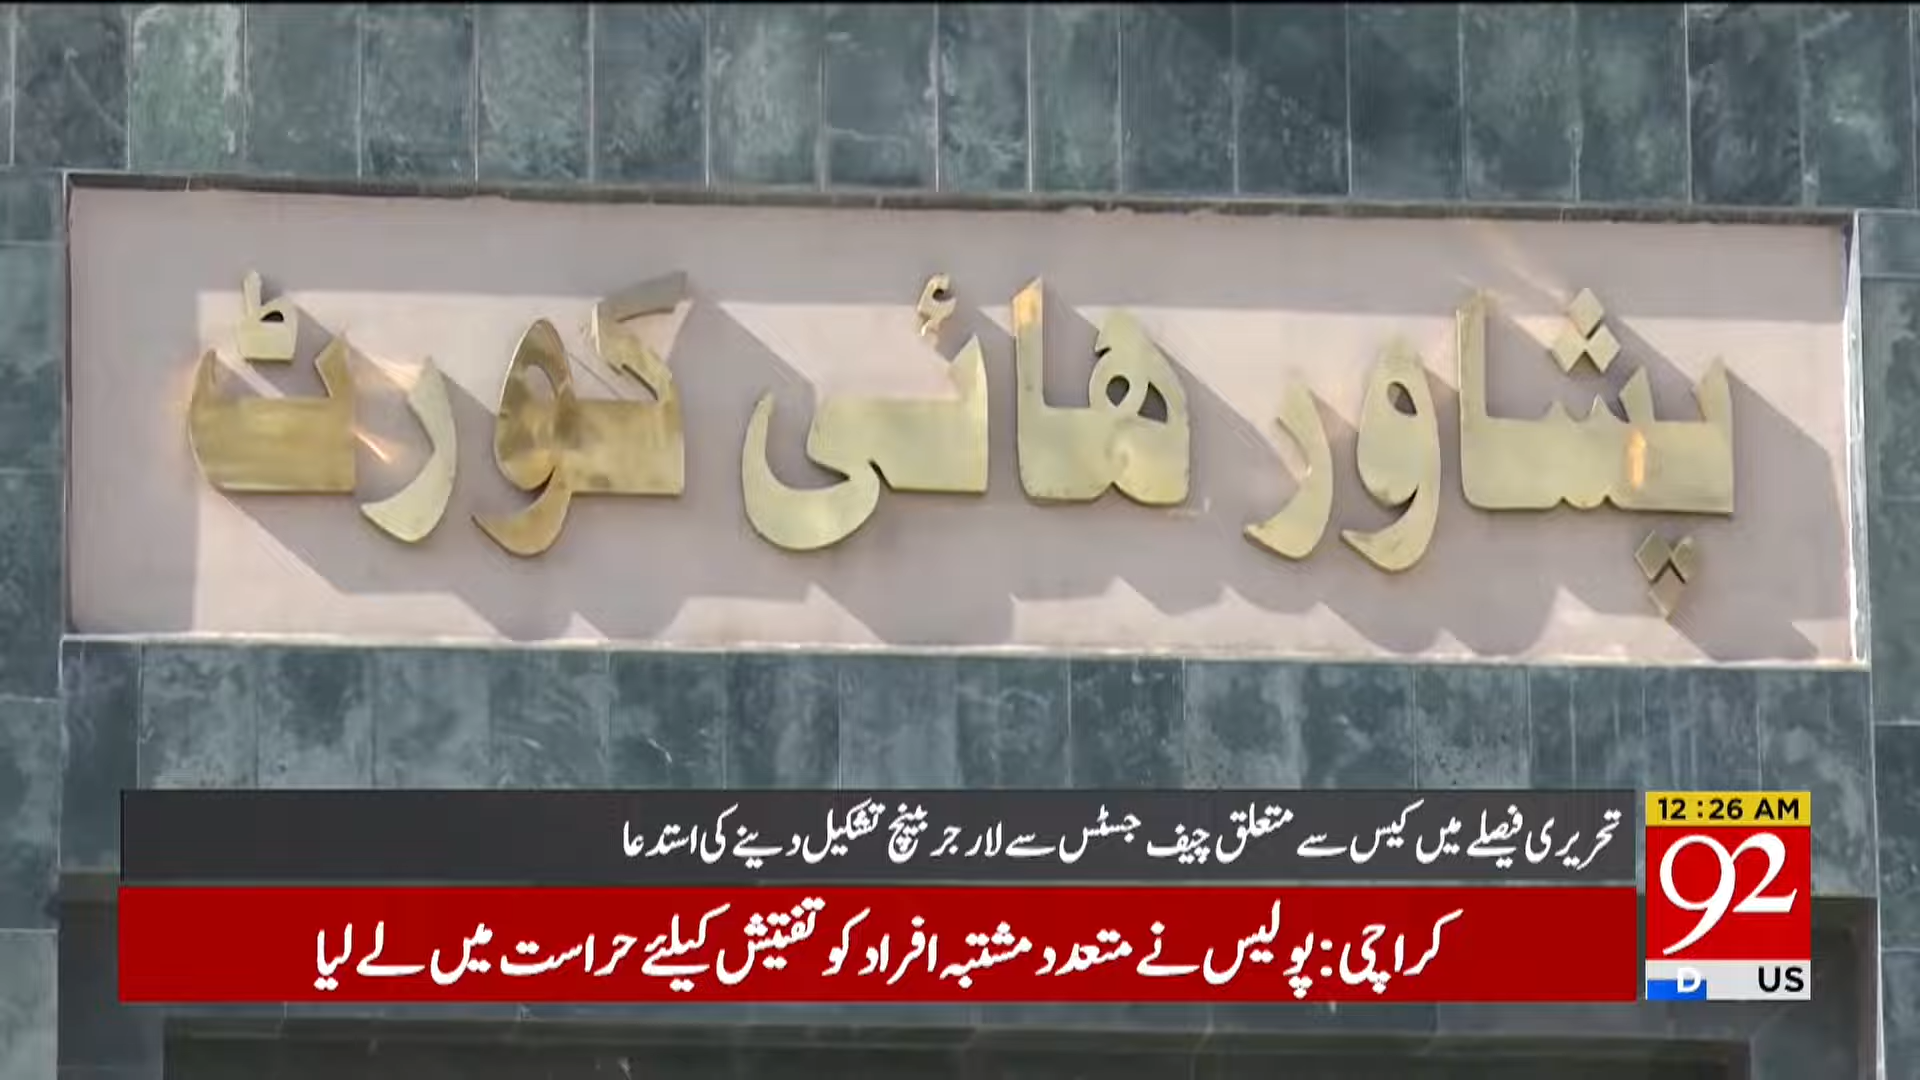 پشاور ھائی کورٹ
تحریری فیصلے میں کیس سے متعلق چیف جسٹس سے لارجر بینچ تشکیل دینے کی استدعا
12:26 AM
92
کراچی: پولیس نے متعدد مشتبہ افراد کو تفتیش کیلئے حراست میں لے لیا
D US